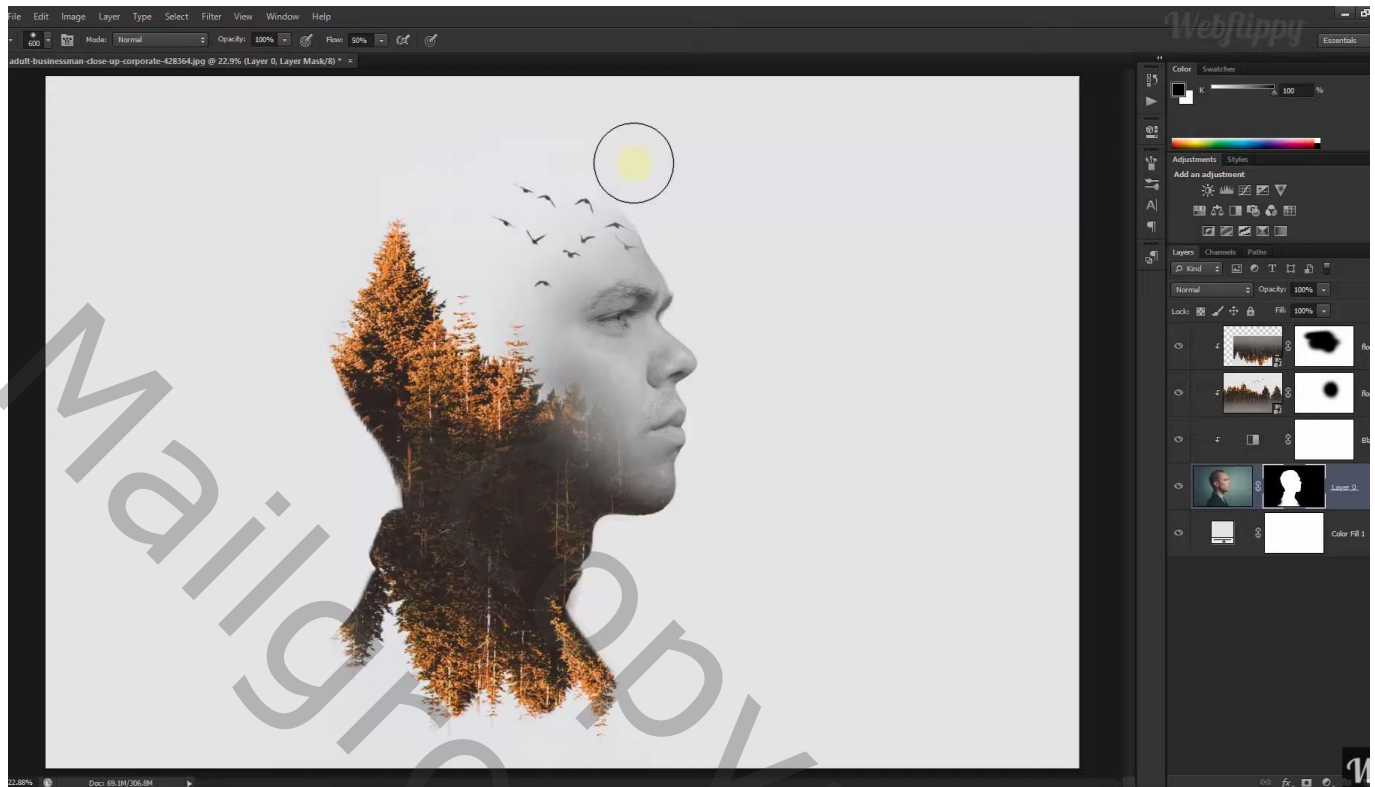 File Edit Image Layer Type Select Filter View Window Help
Webflippy
600 Mode: Normal Opacity: 100% Flow: 50%
Essentials
adult-businessman-close-up-corporate-428364.jpg @ 22.9% (Layer 0, Layer Mask/8) * ×
Color Swatches
K 100 %
Adjustments Styles
Add an adjustment
Layers Channels Paths
Kind
Normal Opacity: 100%
Lock: Fill: 100%
Layer 0
Color Fill 1
22.88% Doc: 69.1M/306.8M
fx